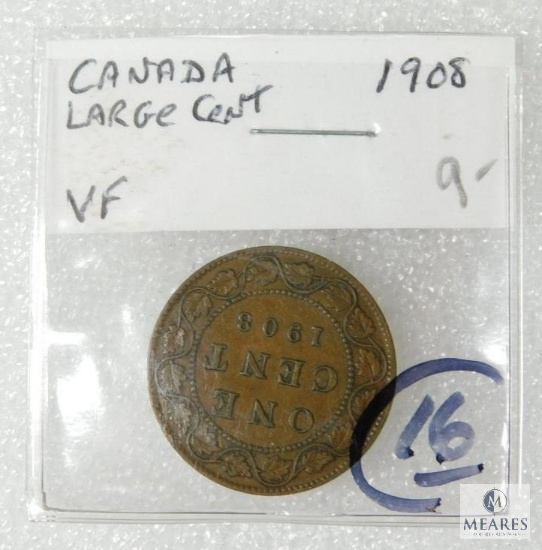 CANADA 1908
LARGE CENT
VF 9-
ONE
CENT
1908
16
M
MEARES